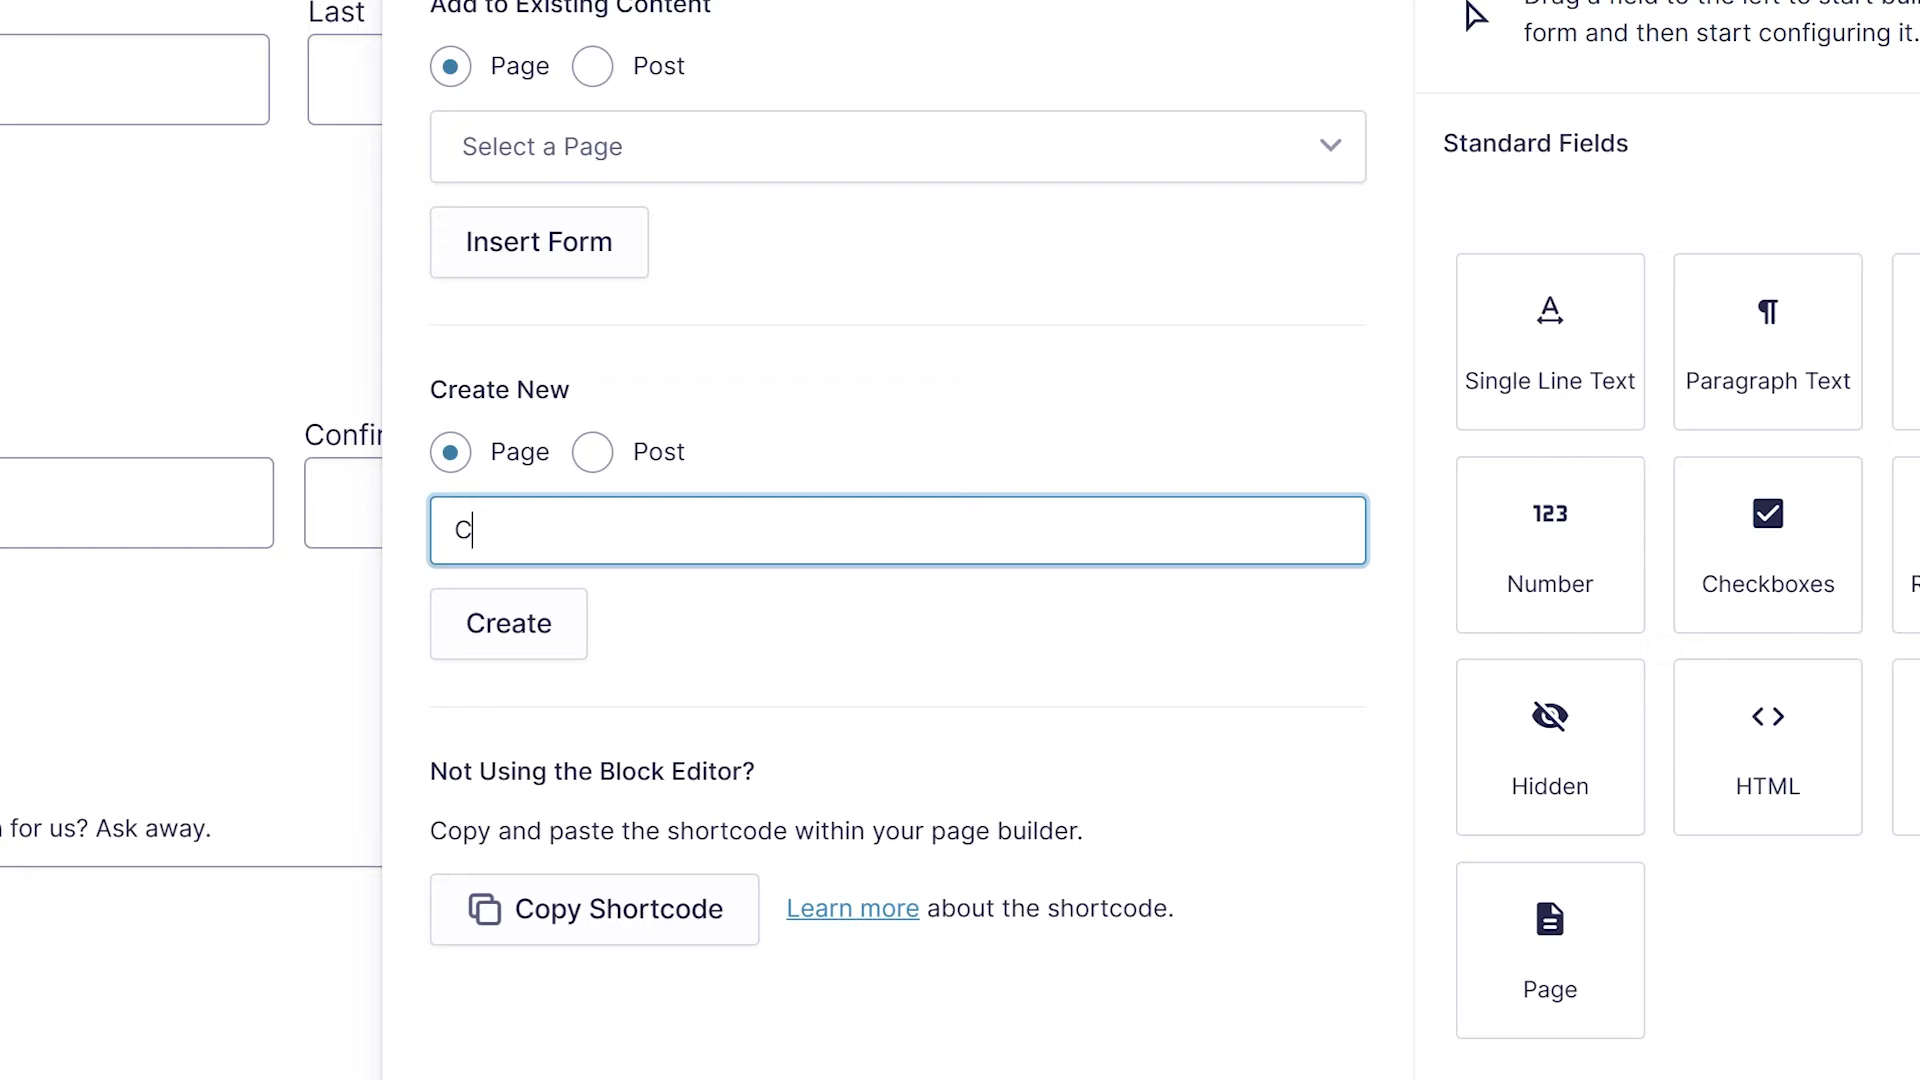 Last
Add to Existing Content
Page
Post
Select a Page
Insert Form
Create New
Page
Post
C
Create
Confir
for us? Ask away.
Not Using the Block Editor?
Copy and paste the shortcode within your page builder.
Copy Shortcode
Learn more about the shortcode.
Drag a field to the left to start
form and then start configuring it.
Standard Fields
Single Line Text
Paragraph Text
123
Number
Checkboxes
Hidden
HTML
Page